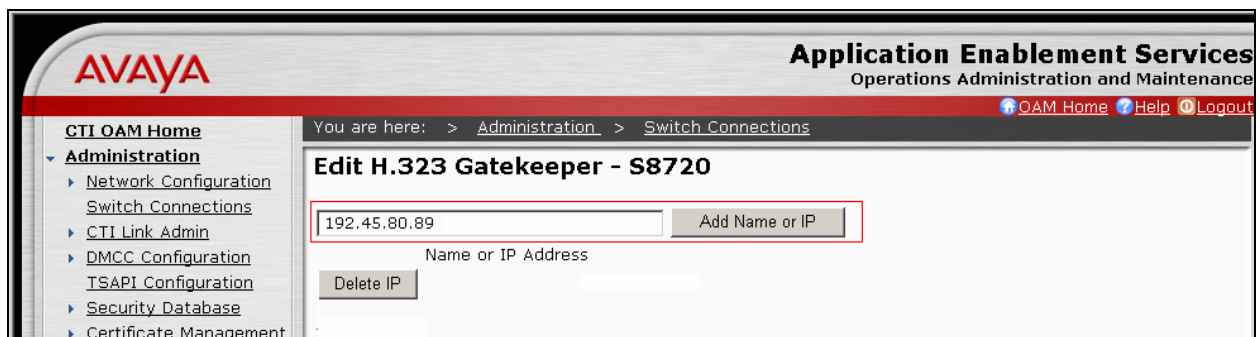 AVAYA
Application Enablement Services
Operations Administration and Maintenance
OAM Home Help Logout
CTI OAM Home
Administration
Network Configuration
Switch Connections
CTI Link Admin
DMCC Configuration
TSAPI Configuration
Security Database
Certificate Management
You are here: > Administration > Switch Connections
Edit H.323 Gatekeeper - S8720
192.45.80.89 Add Name or IP
Name or IP Address
Delete IP